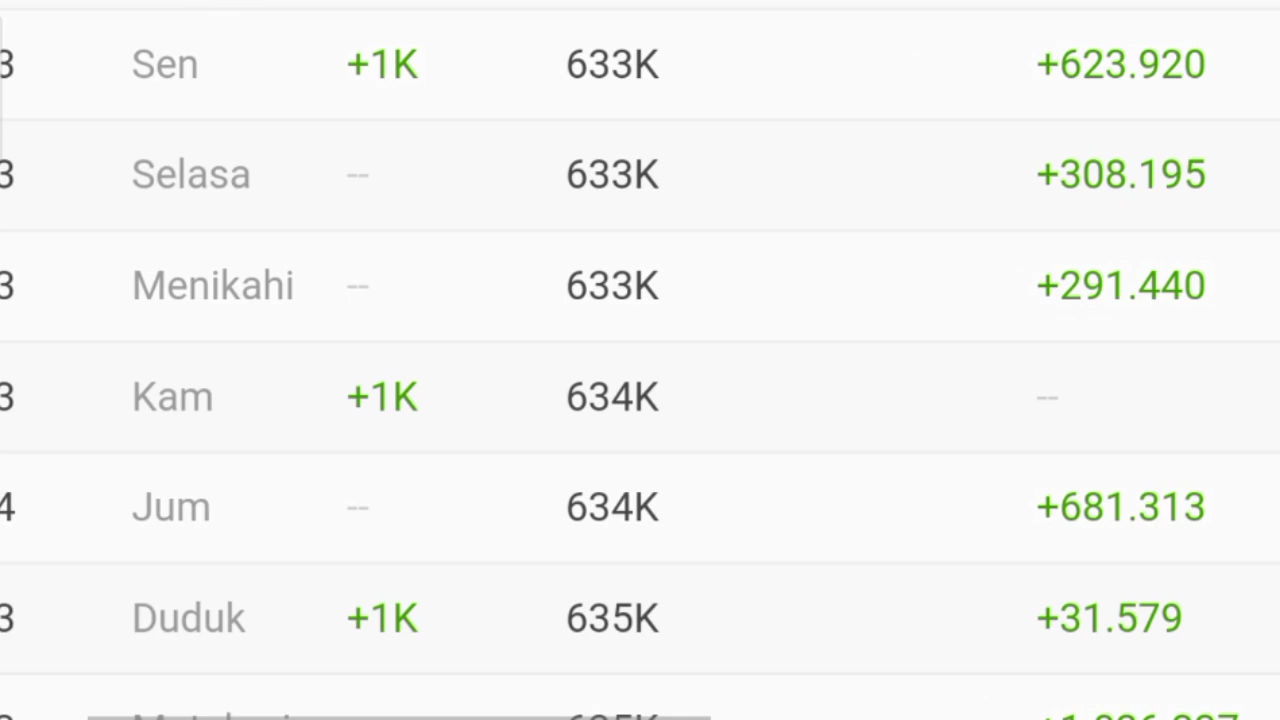 3 Sen +1K 633K +623.920
3 Selasa -- 633K +308.195
3 Menikahi -- 633K +291.440
3 Kam +1K 634K --
4 Jum -- 634K +681.313
3 Duduk +1K 635K +31.579